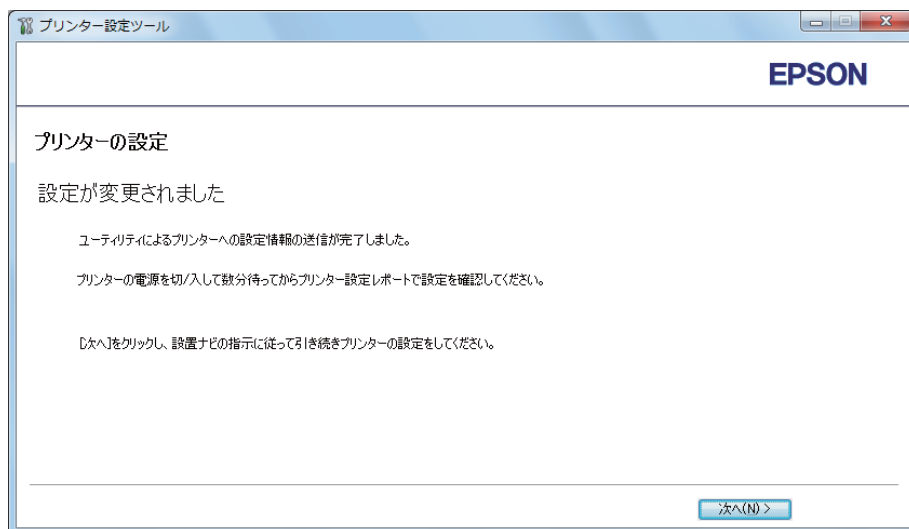 プリンター設定ツール
EPSON
プリンターの設定
設定が変更されました
ユーティリティによるプリンターへの設定情報の送信が完了しました。
プリンターの電源を切/入して数分待ってからプリンター設定レポートで設定を確認してください。
[次へ]をクリックし、設置ナビの指示に従って引き続きプリンターの設定をしてください。
次へ(N) >